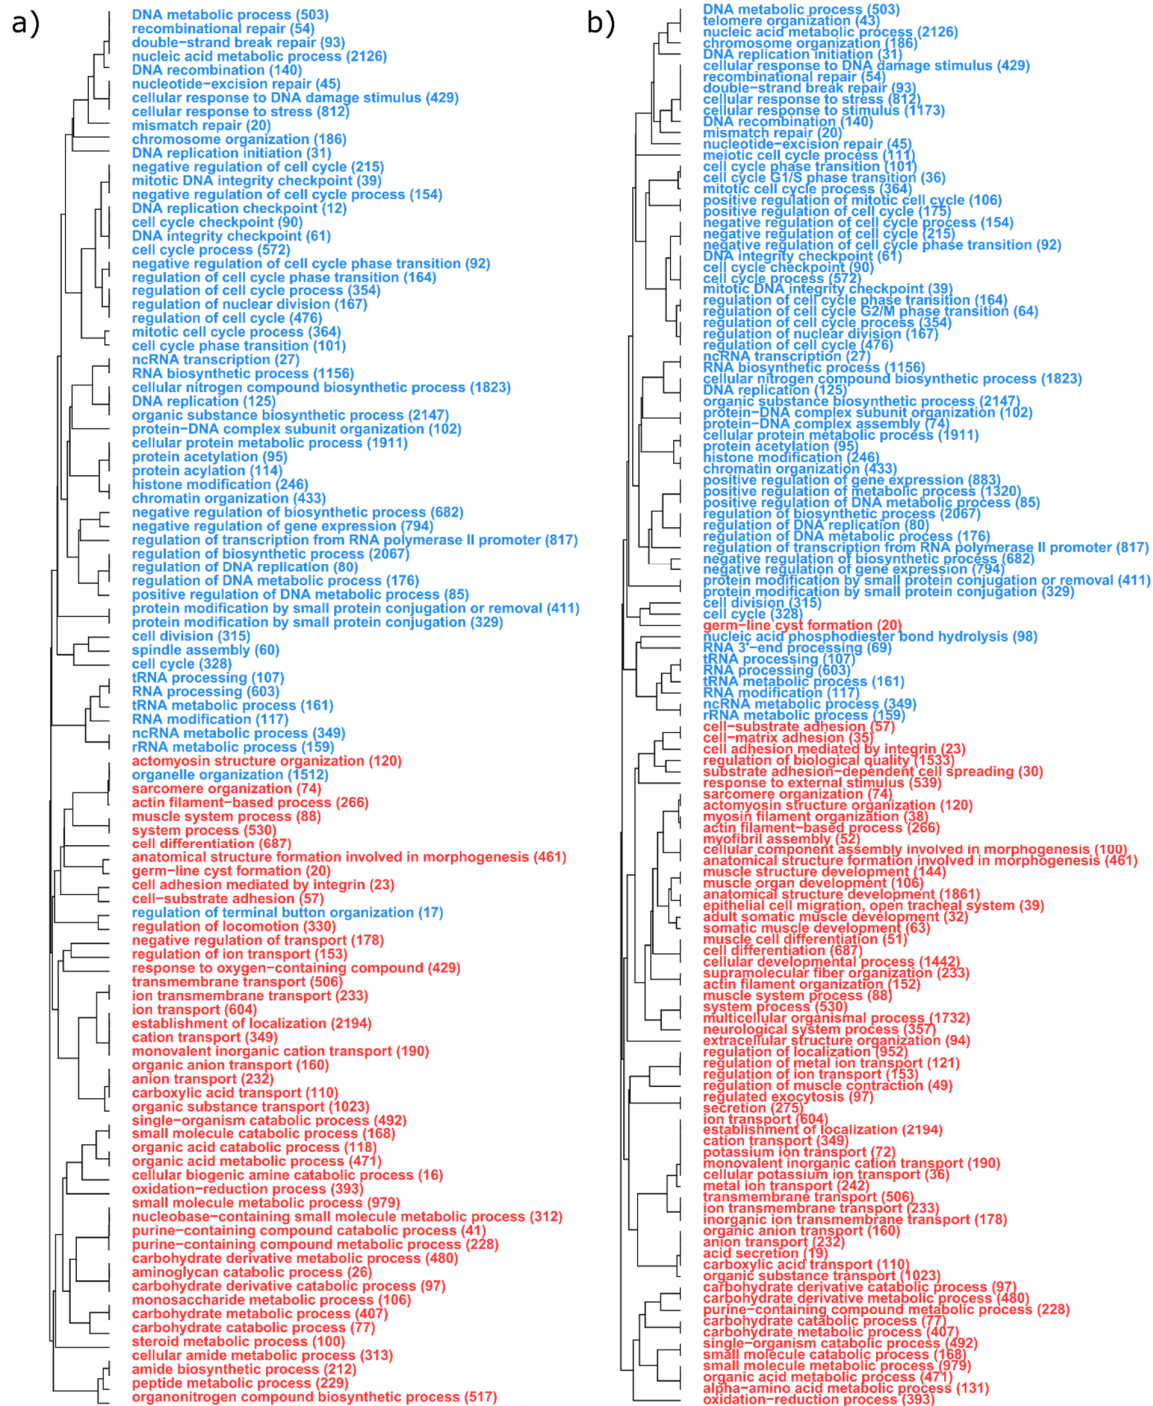 a)
DNA metabolic process (503)
recombinational repair (54)
double−strand break repair (93)
nucleic acid metabolic process (2126)
DNA recombination (140)
nucleotide−excision repair (45)
cellular response to DNA damage stimulus (429)
cellular response to stress (812)
mismatch repair (20)
chromosome organization (186)
DNA replication initiation (31)
negative regulation of cell cycle (215)
mitotic DNA integrity checkpoint (39)
negative regulation of cell cycle process (154)
DNA replication checkpoint (12)
cell cycle checkpoint (90)
DNA integrity checkpoint (61)
cell cycle process (572)
negative regulation of cell cycle phase transition (92)
regulation of cell cycle phase transition (164)
regulation of cell cycle process (354)
regulation of nuclear division (167)
regulation of cell cycle (476)
mitotic cell cycle process (364)
cell cycle phase transition (101)
ncRNA transcription (27)
RNA biosynthetic process (1156)
cellular nitrogen compound biosynthetic process (1823)
DNA replication (125)
organic substance biosynthetic process (2147)
protein−DNA complex subunit organization (102)
cellular protein metabolic process (1911)
protein acetylation (95)
protein acylation (114)
histone modification (246)
chromatin organization (433)
negative regulation of biosynthetic process (682)
negative regulation of gene expression (794)
regulation of transcription from RNA polymerase II promoter (817)
regulation of biosynthetic process (2067)
regulation of DNA replication (80)
regulation of DNA metabolic process (176)
positive regulation of DNA metabolic process (85)
protein modification by small protein conjugation or removal (411)
protein modification by small protein conjugation (329)
cell division (315)
spindle assembly (60)
cell cycle (328)
tRNA processing (107)
RNA processing (603)
tRNA metabolic process (161)
RNA modification (117)
ncRNA metabolic process (349)
rRNA metabolic process (159)
actomyosin structure organization (120)
organelle organization (1512)
sarcomere organization (74)
actin filament−based process (266)
muscle system process (88)
system process (530)
cell differentiation (687)
anatomical structure formation involved in morphogenesis (461)
germ−line cyst formation (20)
cell adhesion mediated by integrin (23)
cell−substrate adhesion (57)
regulation of terminal button organization (17)
regulation of locomotion (330)
negative regulation of transport (178)
regulation of ion transport (153)
response to oxygen−containing compound (429)
transmembrane transport (506)
ion transmembrane transport (233)
ion transport (604)
establishment of localization (2194)
cation transport (349)
monovalent inorganic cation transport (190)
organic anion transport (160)
anion transport (232)
carboxylic acid transport (110)
organic substance transport (1023)
single−organism catabolic process (492)
small molecule catabolic process (168)
organic acid catabolic process (118)
organic acid metabolic process (471)
cellular biogenic amine catabolic process (16)
oxidation−reduction process (393)
small molecule metabolic process (979)
nucleobase−containing small molecule metabolic process (312)
purine−containing compound catabolic process (41)
purine−containing compound metabolic process (228)
carbohydrate derivative metabolic process (480)
aminoglycan catabolic process (26)
carbohydrate derivative catabolic process (97)
monosaccharide metabolic process (106)
carbohydrate metabolic process (407)
carbohydrate catabolic process (77)
steroid metabolic process (100)
cellular amide metabolic process (313)
amide biosynthetic process (212)
peptide metabolic process (229)
organonitrogen compound biosynthetic process (517)
b)
DNA metabolic process (503)
telomere organization (43)
nucleic acid metabolic process (2126)
chromosome organization (186)
DNA replication initiation (31)
cellular response to DNA damage stimulus (429)
recombinational repair (54)
double−strand break repair (93)
cellular response to stress (812)
cellular response to stimulus (1173)
DNA recombination (140)
mismatch repair (20)
nucleotide−excision repair (45)
meiotic cell cycle process (111)
cell cycle phase transition (101)
cell cycle G1/S phase transition (36)
mitotic cell cycle process (364)
positive regulation of mitotic cell cycle (106)
positive regulation of cell cycle (175)
negative regulation of cell cycle process (154)
negative regulation of cell cycle (215)
negative regulation of cell cycle phase transition (92)
DNA integrity checkpoint (61)
cell cycle checkpoint (90)
cell cycle process (572)
mitotic DNA integrity checkpoint (39)
regulation of cell cycle phase transition (164)
regulation of cell cycle G2/M phase transition (64)
regulation of cell cycle process (354)
regulation of nuclear division (167)
regulation of cell cycle (476)
ncRNA transcription (27)
RNA biosynthetic process (1156)
cellular nitrogen compound biosynthetic process (1823)
DNA replication (125)
organic substance biosynthetic process (2147)
protein−DNA complex subunit organization (102)
protein−DNA complex assembly (74)
cellular protein metabolic process (1911)
protein acetylation (95)
histone modification (246)
chromatin organization (433)
positive regulation of gene expression (883)
positive regulation of metabolic process (1320)
positive regulation of DNA metabolic process (85)
regulation of biosynthetic process (2067)
regulation of DNA replication (80)
regulation of DNA metabolic process (176)
regulation of transcription from RNA polymerase II promoter (817)
negative regulation of biosynthetic process (682)
negative regulation of gene expression (794)
protein modification by small protein conjugation or removal (411)
protein modification by small protein conjugation (329)
cell division (315)
cell cycle (328)
germ−line cyst formation (20)
nucleic acid phosphodiester bond hydrolysis (98)
RNA 3'−end processing (69)
tRNA processing (107)
RNA processing (603)
tRNA metabolic process (161)
RNA modification (117)
ncRNA metabolic process (349)
rRNA metabolic process (159)
cell−substrate adhesion (57)
cell−matrix adhesion (35)
cell adhesion mediated by integrin (23)
regulation of biological quality (1533)
substrate adhesion−dependent cell spreading (30)
response to external stimulus (539)
sarcomere organization (74)
actomyosin structure organization (120)
myosin filament organization (38)
actin filament−based process (266)
myofibril assembly (52)
cellular component assembly involved in morphogenesis (100)
anatomical structure formation involved in morphogenesis (461)
muscle structure development (144)
muscle organ development (106)
anatomical structure development (1861)
epithelial cell migration, open tracheal system (39)
adult somatic muscle development (32)
somatic muscle development (63)
muscle cell differentiation (51)
cell differentiation (687)
cellular developmental process (1442)
supramolecular fiber organization (233)
actin filament organization (152)
muscle system process (88)
system process (530)
multicellular organismal process (1732)
neurological system process (357)
extracellular structure organization (94)
regulation of localization (952)
regulation of metal ion transport (121)
regulation of ion transport (153)
regulation of muscle contraction (49)
regulated exocytosis (97)
secretion (275)
ion transport (604)
establishment of localization (2194)
cation transport (349)
potassium ion transport (72)
monovalent inorganic cation transport (190)
cellular potassium ion transport (36)
metal ion transport (242)
transmembrane transport (506)
ion transmembrane transport (233)
inorganic ion transmembrane transport (178)
organic anion transport (160)
anion transport (232)
acid secretion (19)
carboxylic acid transport (110)
organic substance transport (1023)
carbohydrate derivative catabolic process (97)
carbohydrate derivative metabolic process (480)
purine−containing compound metabolic process (228)
carbohydrate catabolic process (77)
carbohydrate metabolic process (407)
single−organism catabolic process (492)
small molecule catabolic process (168)
small molecule metabolic process (979)
organic acid metabolic process (471)
alpha−amino acid metabolic process (131)
oxidation−reduction process (393)